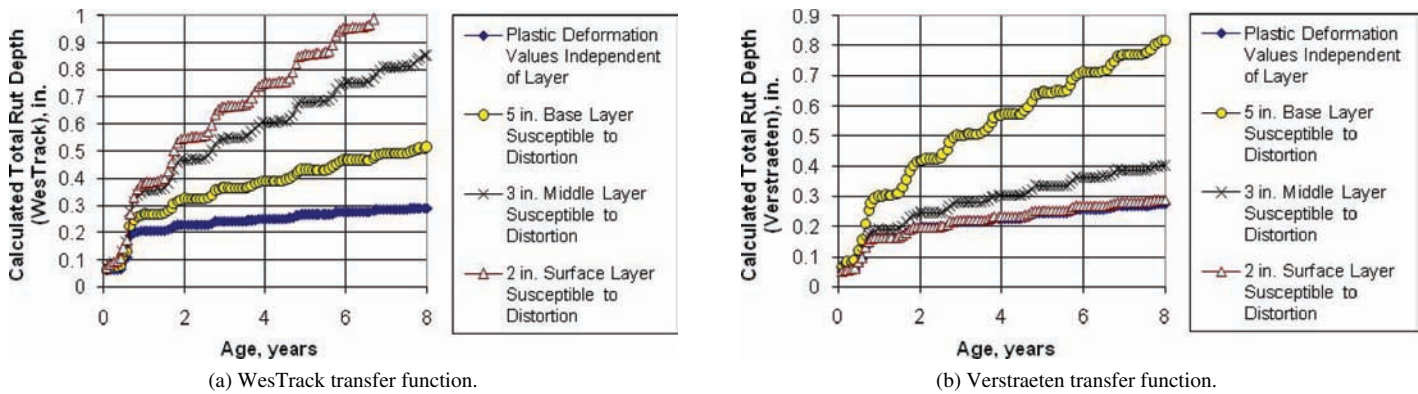 Calculated Total Rut Depth
(WesTrack), in.
1
0.9
0.8
0.7
0.6
0.5
0.4
0.3
0.2
0.1
0
0 2 4 6 8
Age, years
Plastic Deformation
Values Independent
of Layer
5 in. Base Layer
Susceptible to
Distortion
3 in. Middle Layer
Susceptible to
Distortion
2 in. Surface Layer
Susceptible to
Distortion
(a) WesTrack transfer function.
Calculated Total Rut Depth
(Verstraeten), in.
0.9
0.8
0.7
0.6
0.5
0.4
0.3
0.2
0.1
0
0 2 4 6 8
Age, years
Plastic Deformation
Values Independent
of Layer
5 in. Base Layer
Susceptible to
Distortion
3 in. Middle Layer
Susceptible to
Distortion
2 in. Surface Layer
Susceptible to
Distortion
(b) Verstraeten transfer function.